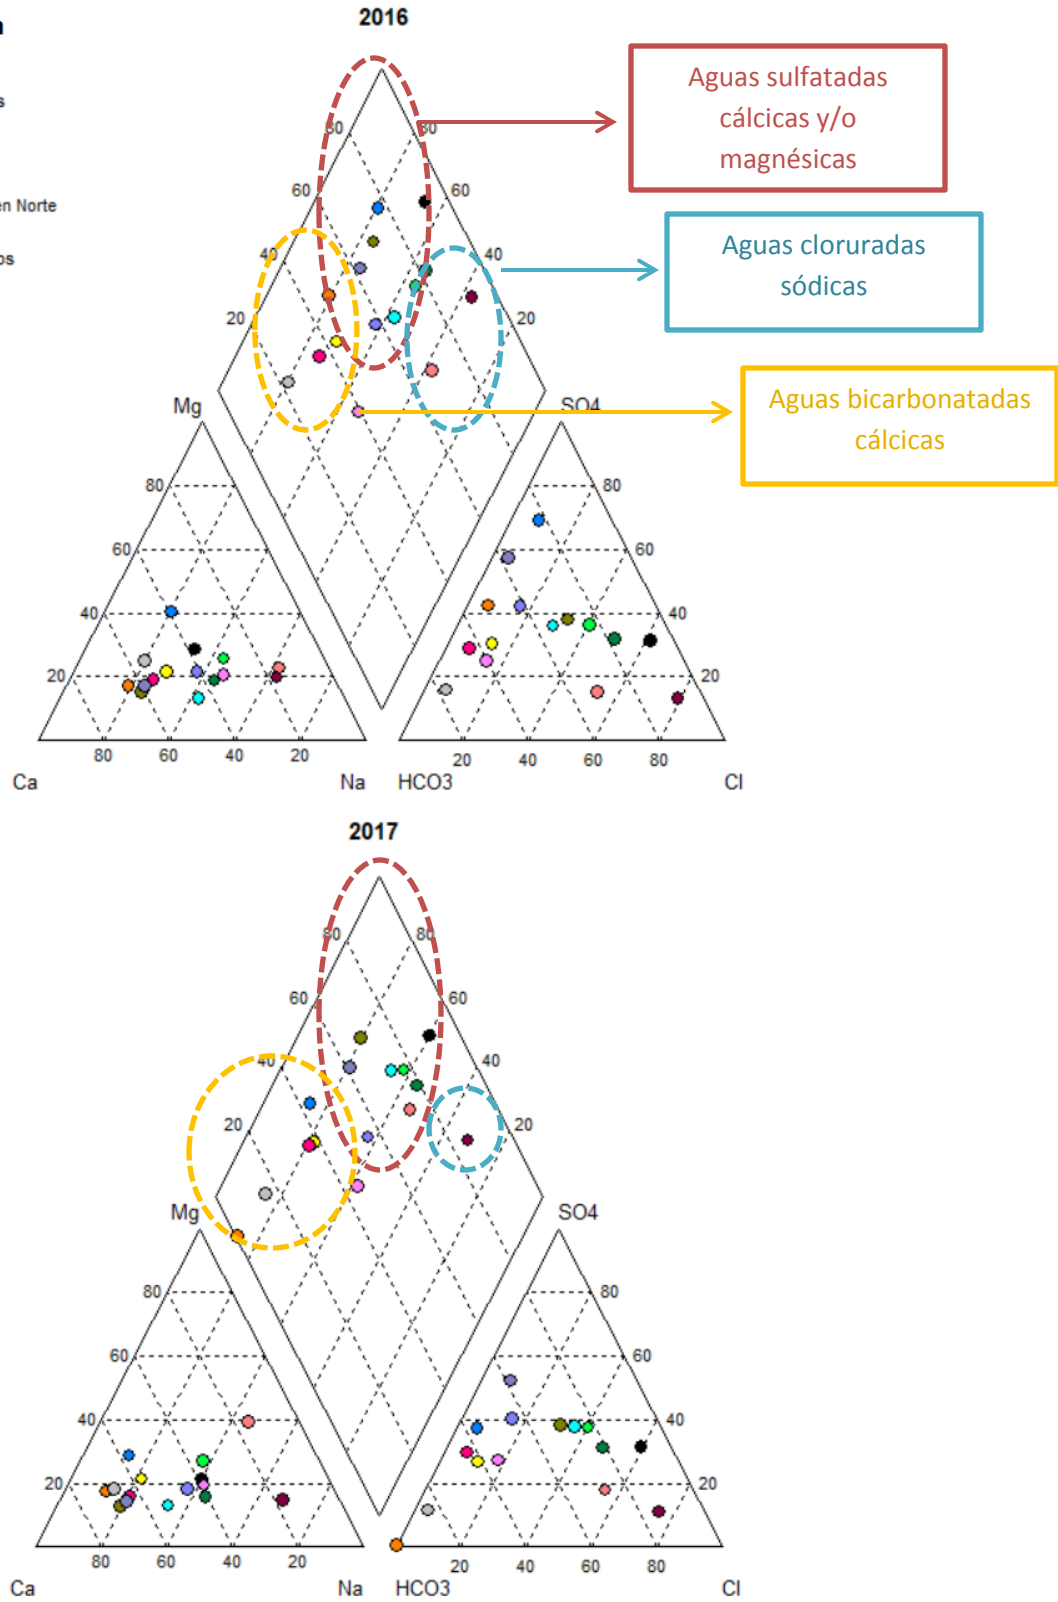 2016
n
s
en Norte
os
Aguas sulfatadas
cálcicas y/o
magnésicas
Aguas cloruradas
sódicas
Aguas bicarbonatadas
cálcicas
80 80
60 60
40 40
20 20
Mg SO4
80 80
60 60
40 40
20 20
80 60 40 20 20 40 60 80
Ca Na HCO3 Cl
2017
80 80
60 60
40 40
20 20
Mg SO4
80 80
60 60
40 40
20 20
80 60 40 20 20 40 60 80
Ca Na HCO3 Cl